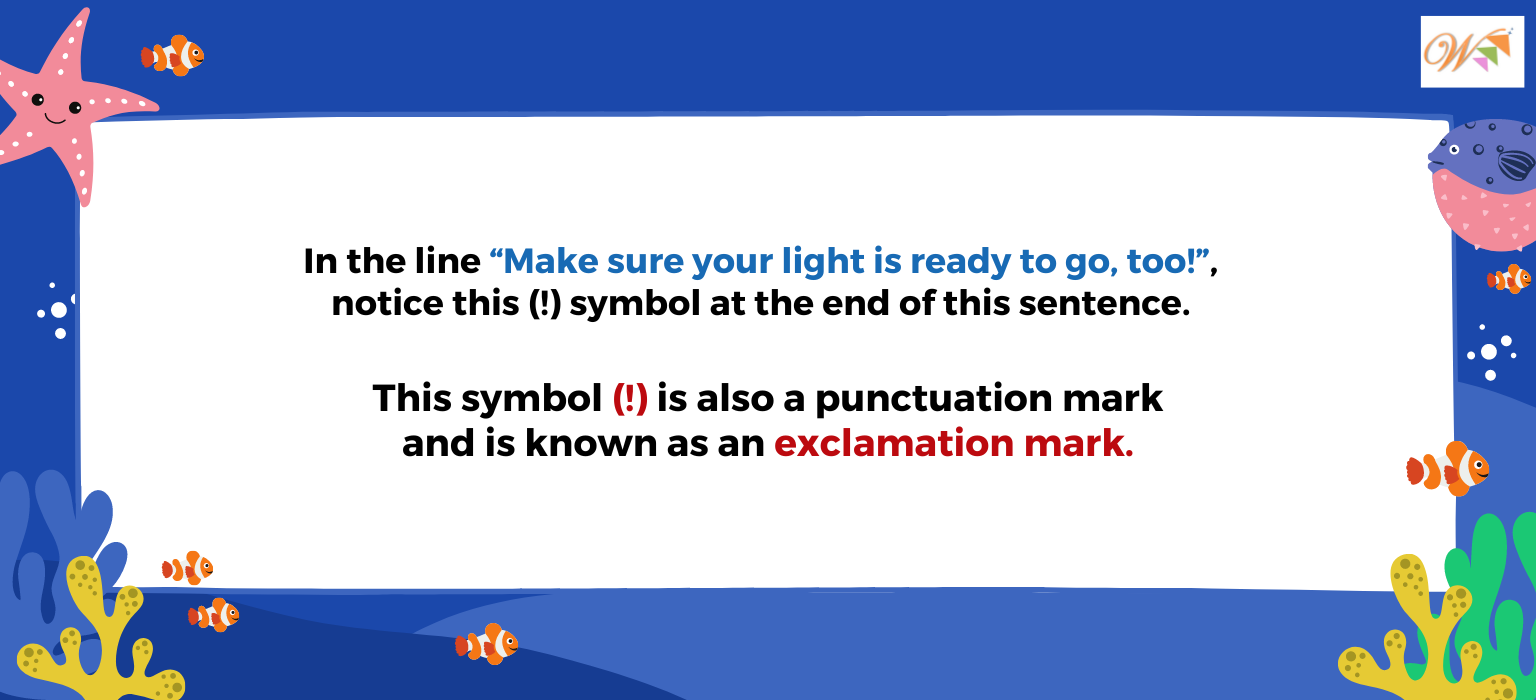 W
In the line “Make sure your light is ready to go, too!”,
notice this (!) symbol at the end of this sentence.
This symbol (!) is also a punctuation mark
and is known as an exclamation mark.